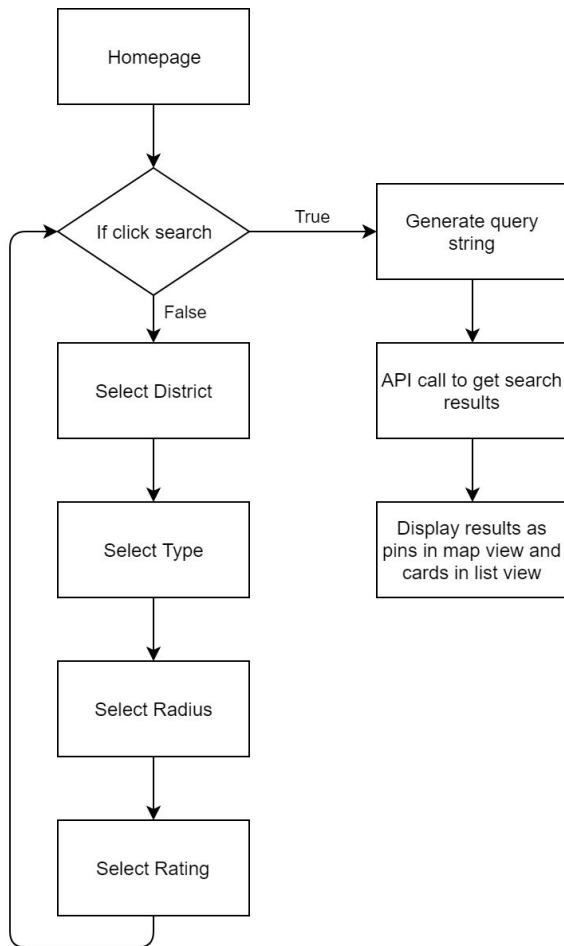 Homepage
If click search
True
Generate query
string
False
Select District
API call to get search
results
Select Type
Display results as
pins in map view and
cards in list view
Select Radius
Select Rating